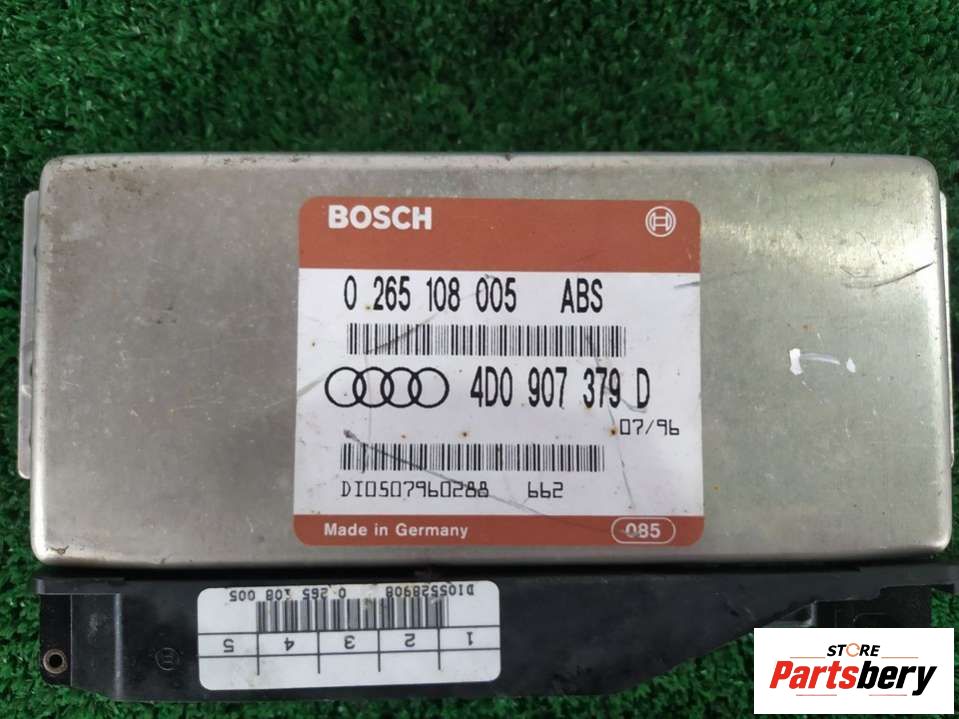 BOSCH
0 265 108 005 ABS
4D0 907 379 D
07/96
DI0507960288 662
Made in Germany 085
DI05528908 0 265 108 005
1 2 3 4 5
STORE
Partsbery